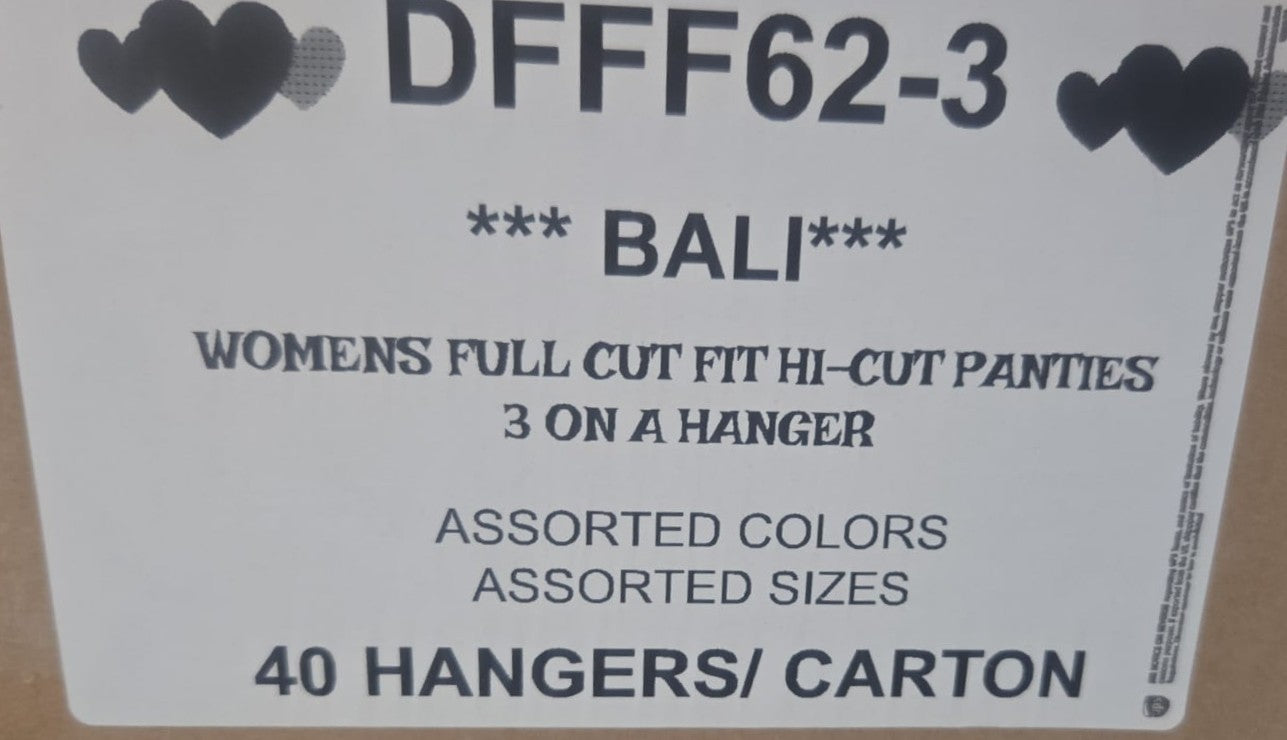 DFFF62-3
*** BALI***
WOMENS FULL CUT FIT HI-CUT PANTIES
3 ON A HANGER
ASSORTED COLORS
ASSORTED SIZES
40 HANGERS/ CARTON